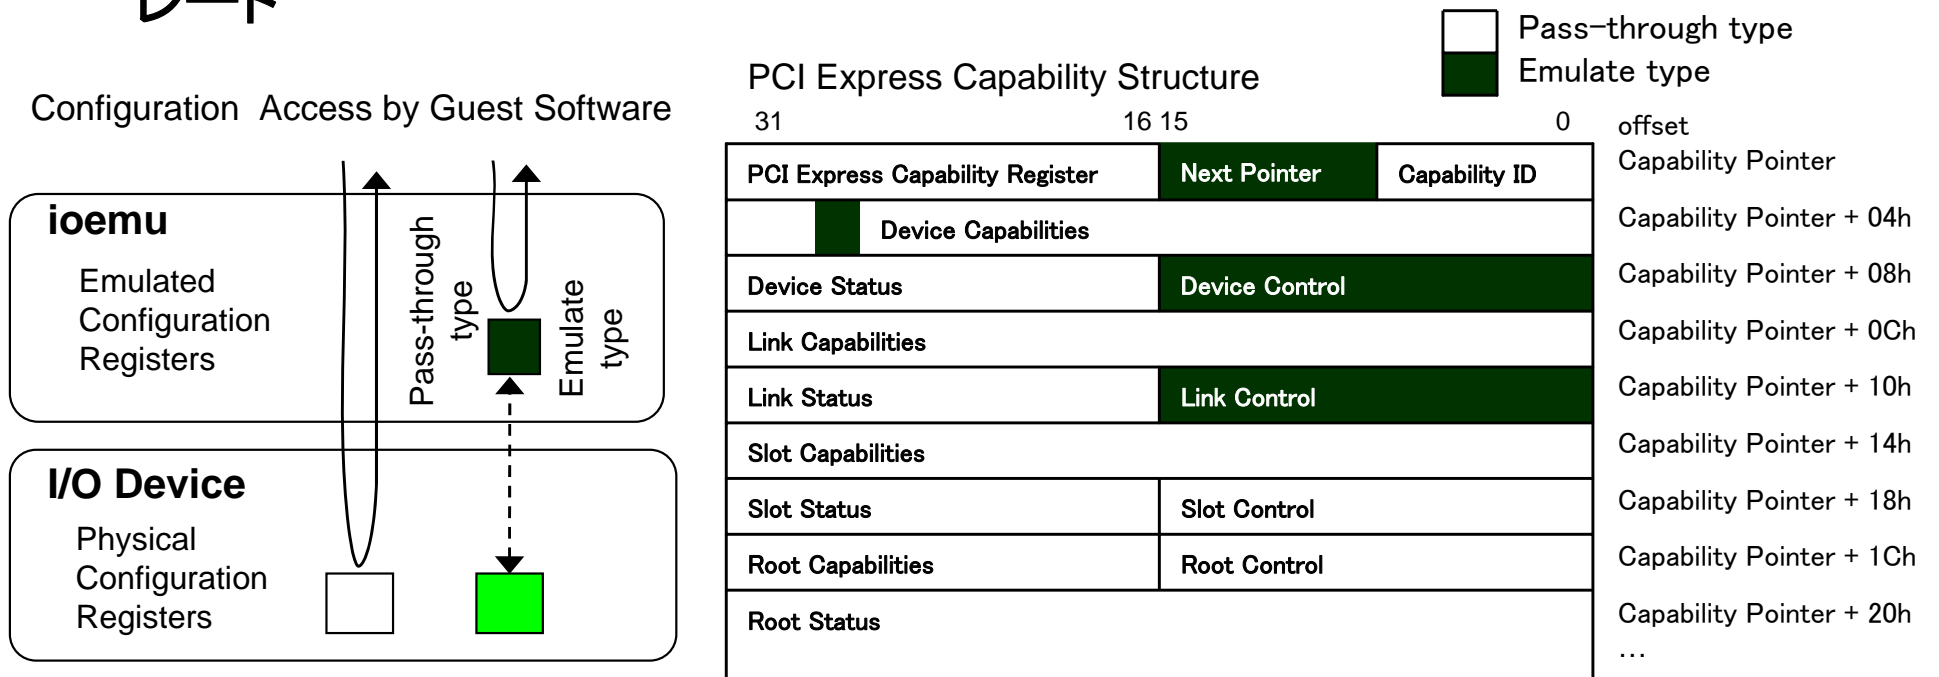 レード
Pass-through type
Emulate type
PCI Express Capability Structure
Configuration Access by Guest Software
31 16 15 0 offset
PCI Express Capability Register Next Pointer Capability ID Capability Pointer
Device Capabilities Capability Pointer + 04h
Device Status Device Control Capability Pointer + 08h
Link Capabilities Capability Pointer + 0Ch
Link Status Link Control Capability Pointer + 10h
Slot Capabilities Capability Pointer + 14h
Slot Status Slot Control Capability Pointer + 18h
Root Capabilities Root Control Capability Pointer + 1Ch
Root Status Capability Pointer + 20h
…
ioemu
Emulated
Configuration
Registers
Pass-through
type
Emulate
type
I/O Device
Physical
Configuration
Registers